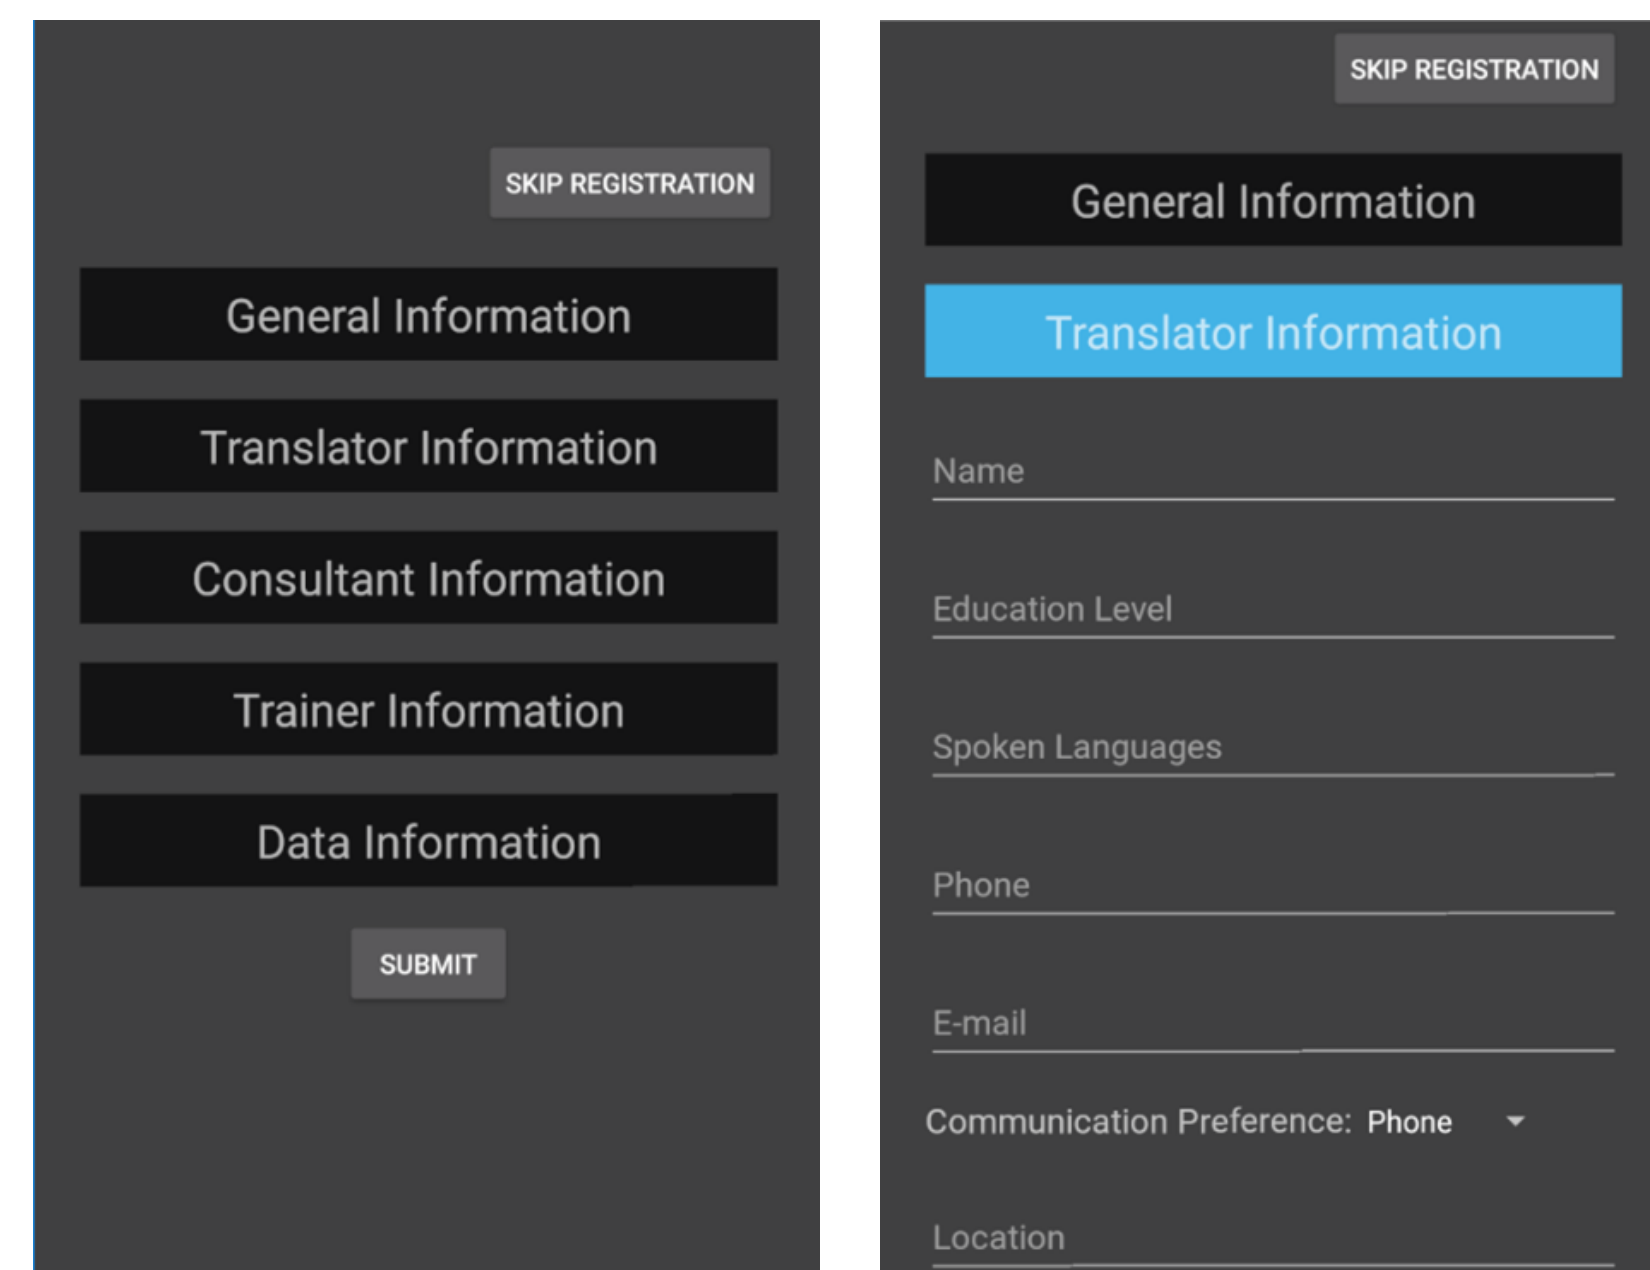 SKIP REGISTRATION
General Information
Translator Information
Consultant Information
Trainer Information
Data Information
SUBMIT
SKIP REGISTRATION
General Information
Translator Information
Name
Education Level
Spoken Languages
Phone
E-mail
Communication Preference: Phone
Location